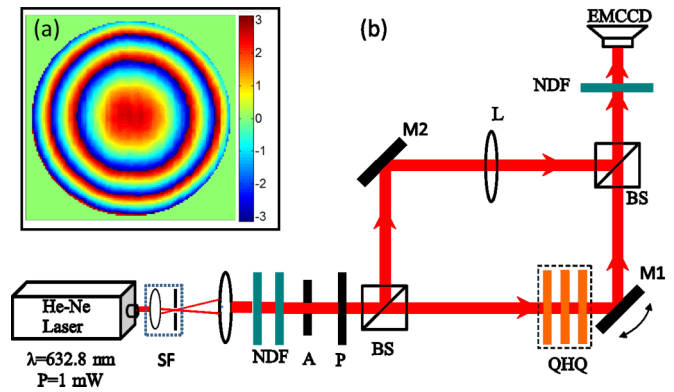 (a)
3
2
1
0
-1
-2
-3
(b)
EMCCD
NDF
M2
L
BS
M1
He-Ne
Laser
λ=632.8 nm
P=1 mW
SF
NDF
A
P
BS
QHQ